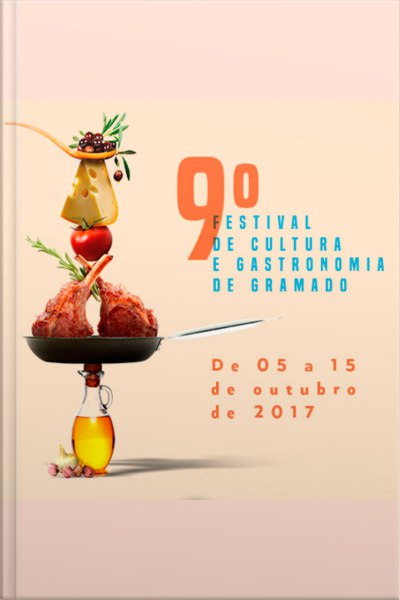 9º
FESTIVAL
DE CULTURA
E GASTRONOMIA
DE GRAMADO
De 05 a 15
de outubro
de 2017